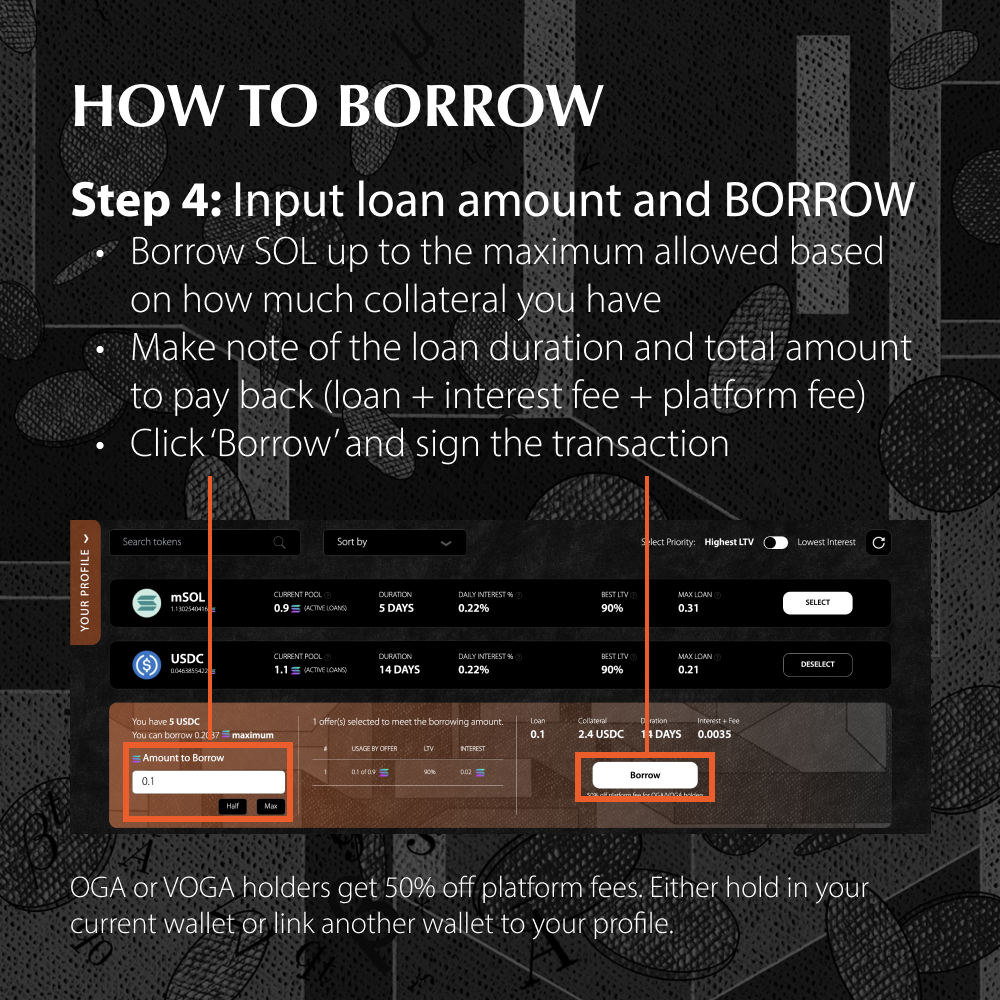 HOW TO BORROW
Step 4: Input loan amount and BORROW
• Borrow SOL up to the maximum allowed based
on how much collateral you have
• Make note of the loan duration and total amount
to pay back (loan + interest fee + platform fee)
• Click ‘Borrow’ and sign the transaction
YOUR PROFILE
Search tokens
Sort by
Select Priority: Highest LTV Lowest Interest
mSOL
1.1302540416
CURRENT POOL DURATION DAILY INTEREST % BEST LTV MAX LOAN
0.9 (ACTIVE LOANS) 5 DAYS 0.22% 90% 0.31
SELECT
USDC
0.0463855422
CURRENT POOL DURATION DAILY INTEREST % BEST LTV MAX LOAN
1.1 (ACTIVE LOANS) 14 DAYS 0.22% 90% 0.21
DESELECT
You have 5 USDC
You can borrow 0.2037 maximum
Amount to Borrow
0.1
Half Max
1 offer(s) selected to meet the borrowing amount.
# USAGE BY OFFER LTV INTEREST
1 0.1 of 0.9 90% 0.02
Loan Collateral Duration Interest + Fee
0.1 2.4 USDC 14 DAYS 0.0035
Borrow
50% off platform fee for OGA/VOGA holders
OGA or VOGA holders get 50% off platform fees. Either hold in your
current wallet or link another wallet to your profile.